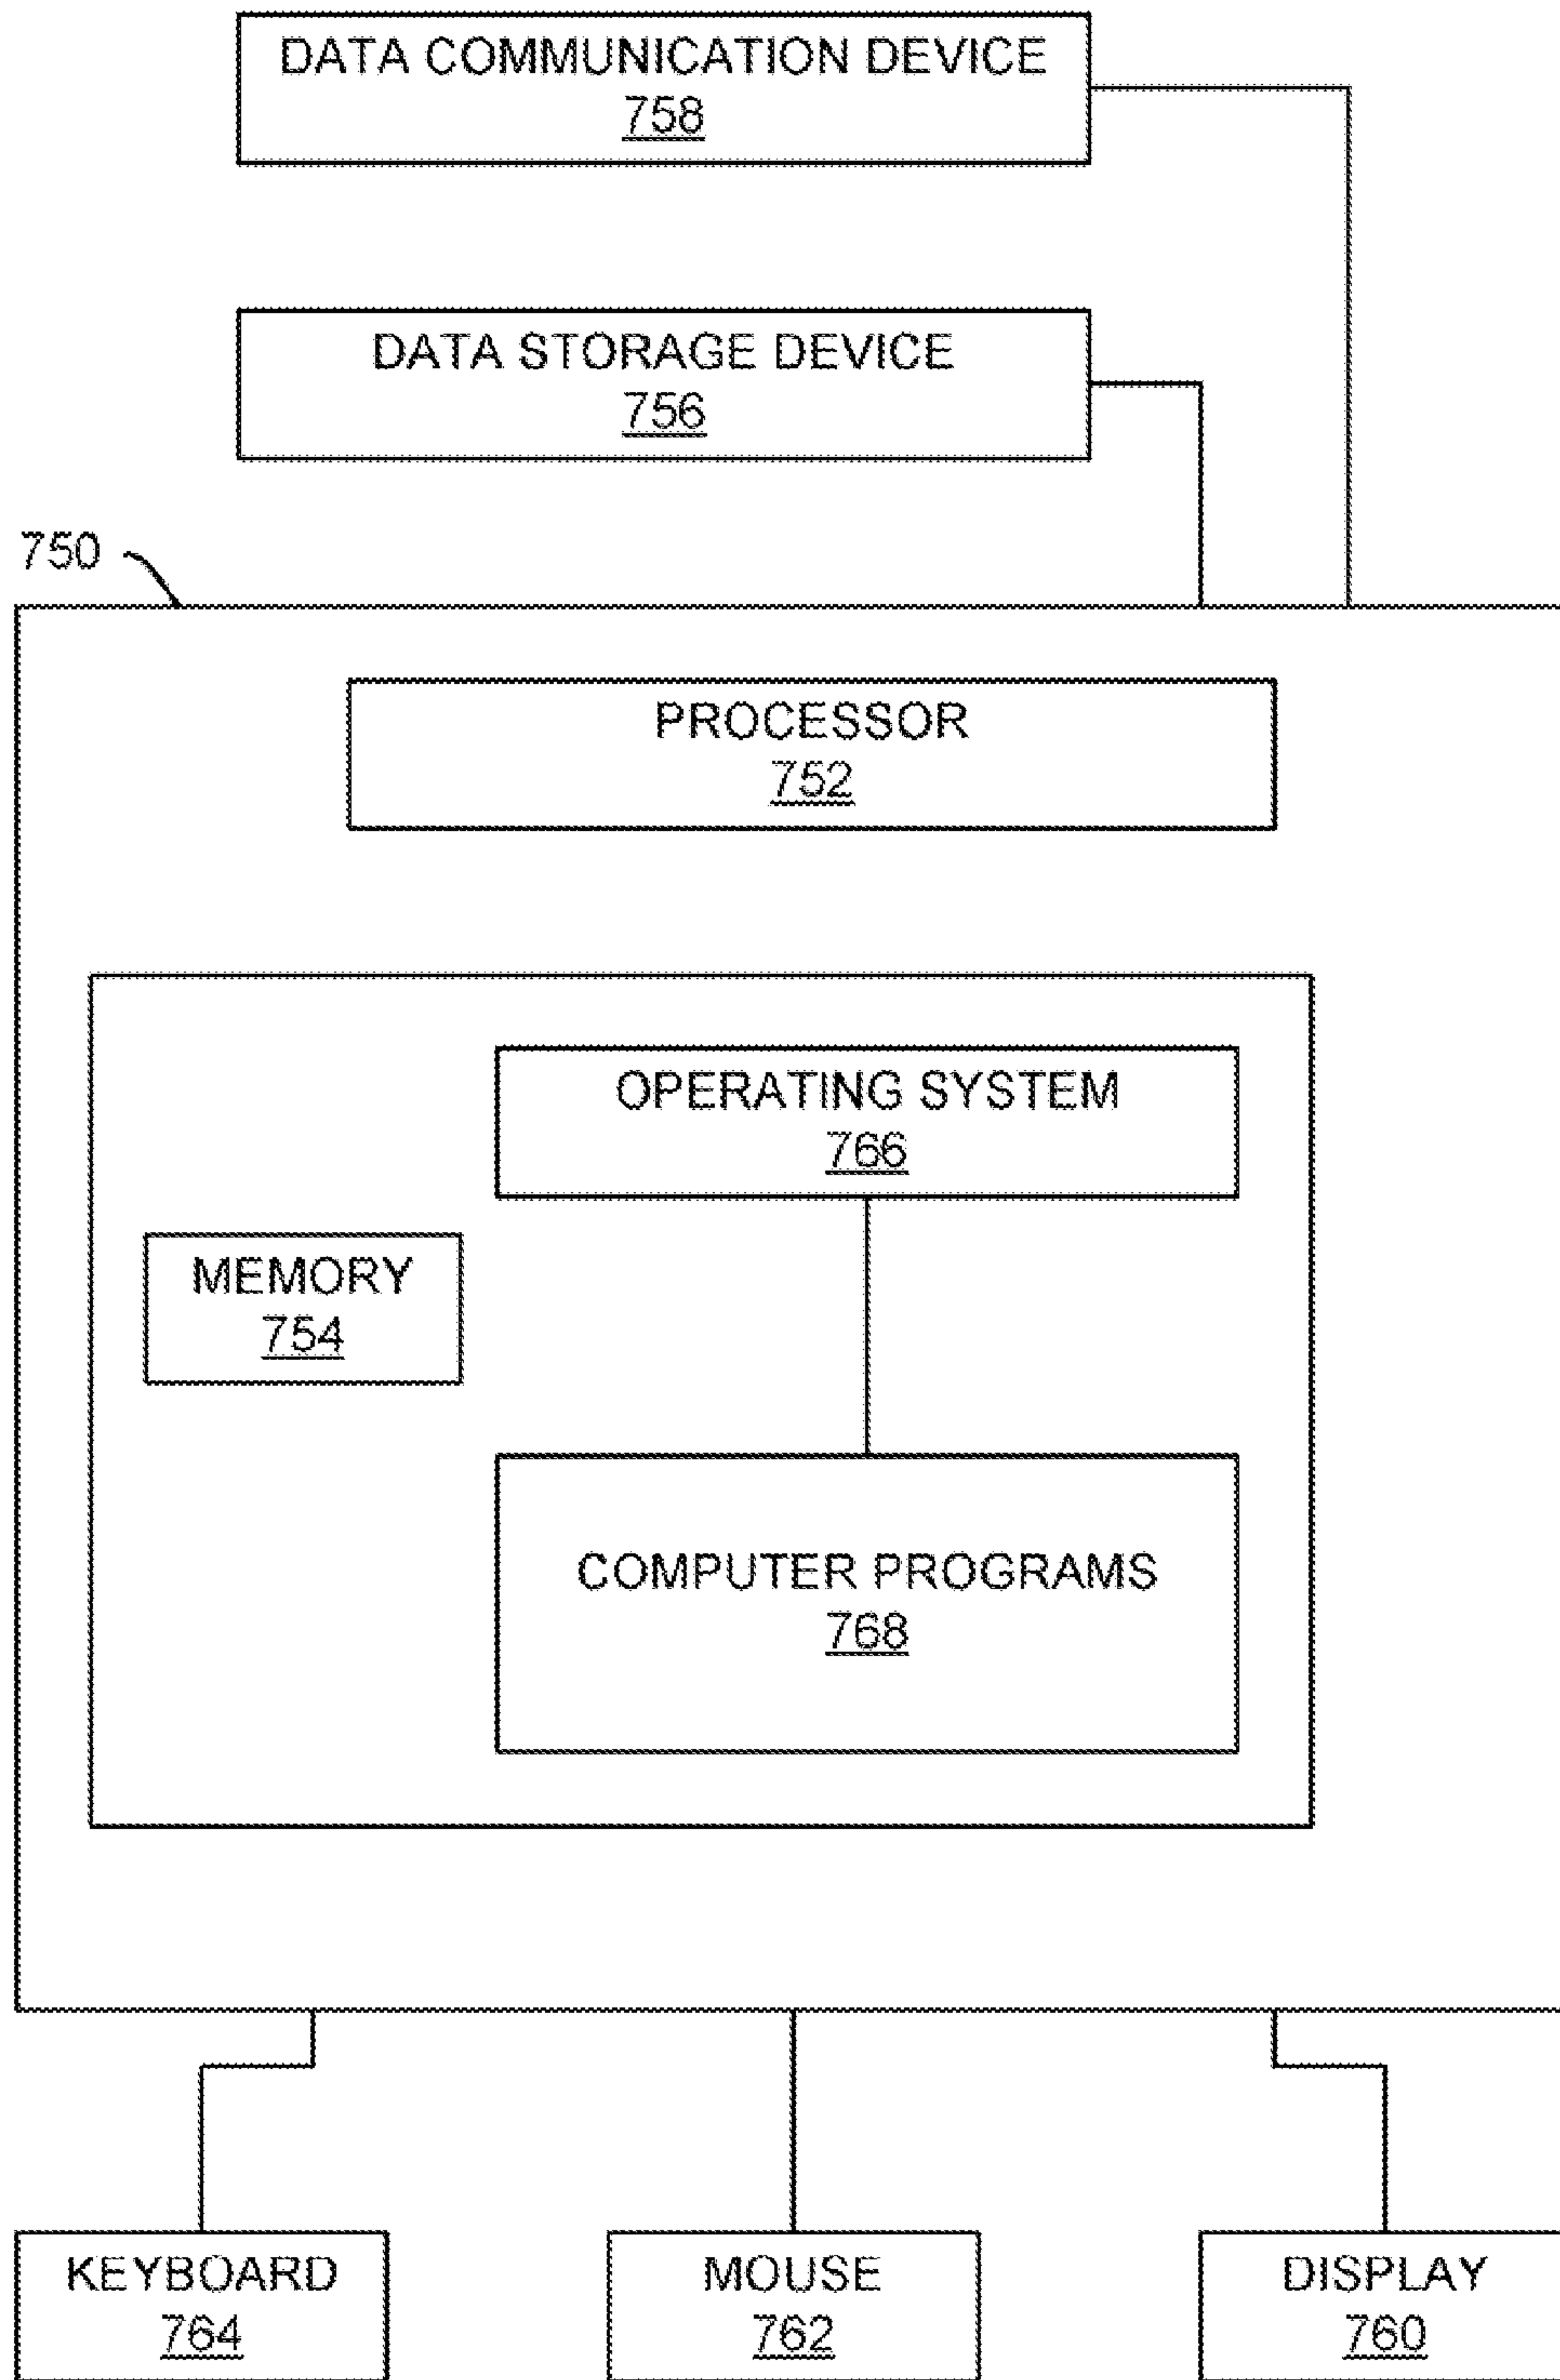 DATA COMMUNICATION DEVICE
758
DATA STORAGE DEVICE
756
750
PROCESSOR
752
OPERATING SYSTEM
766
MEMORY
754
COMPUTER PROGRAMS
768
KEYBOARD
764
MOUSE
762
DISPLAY
760